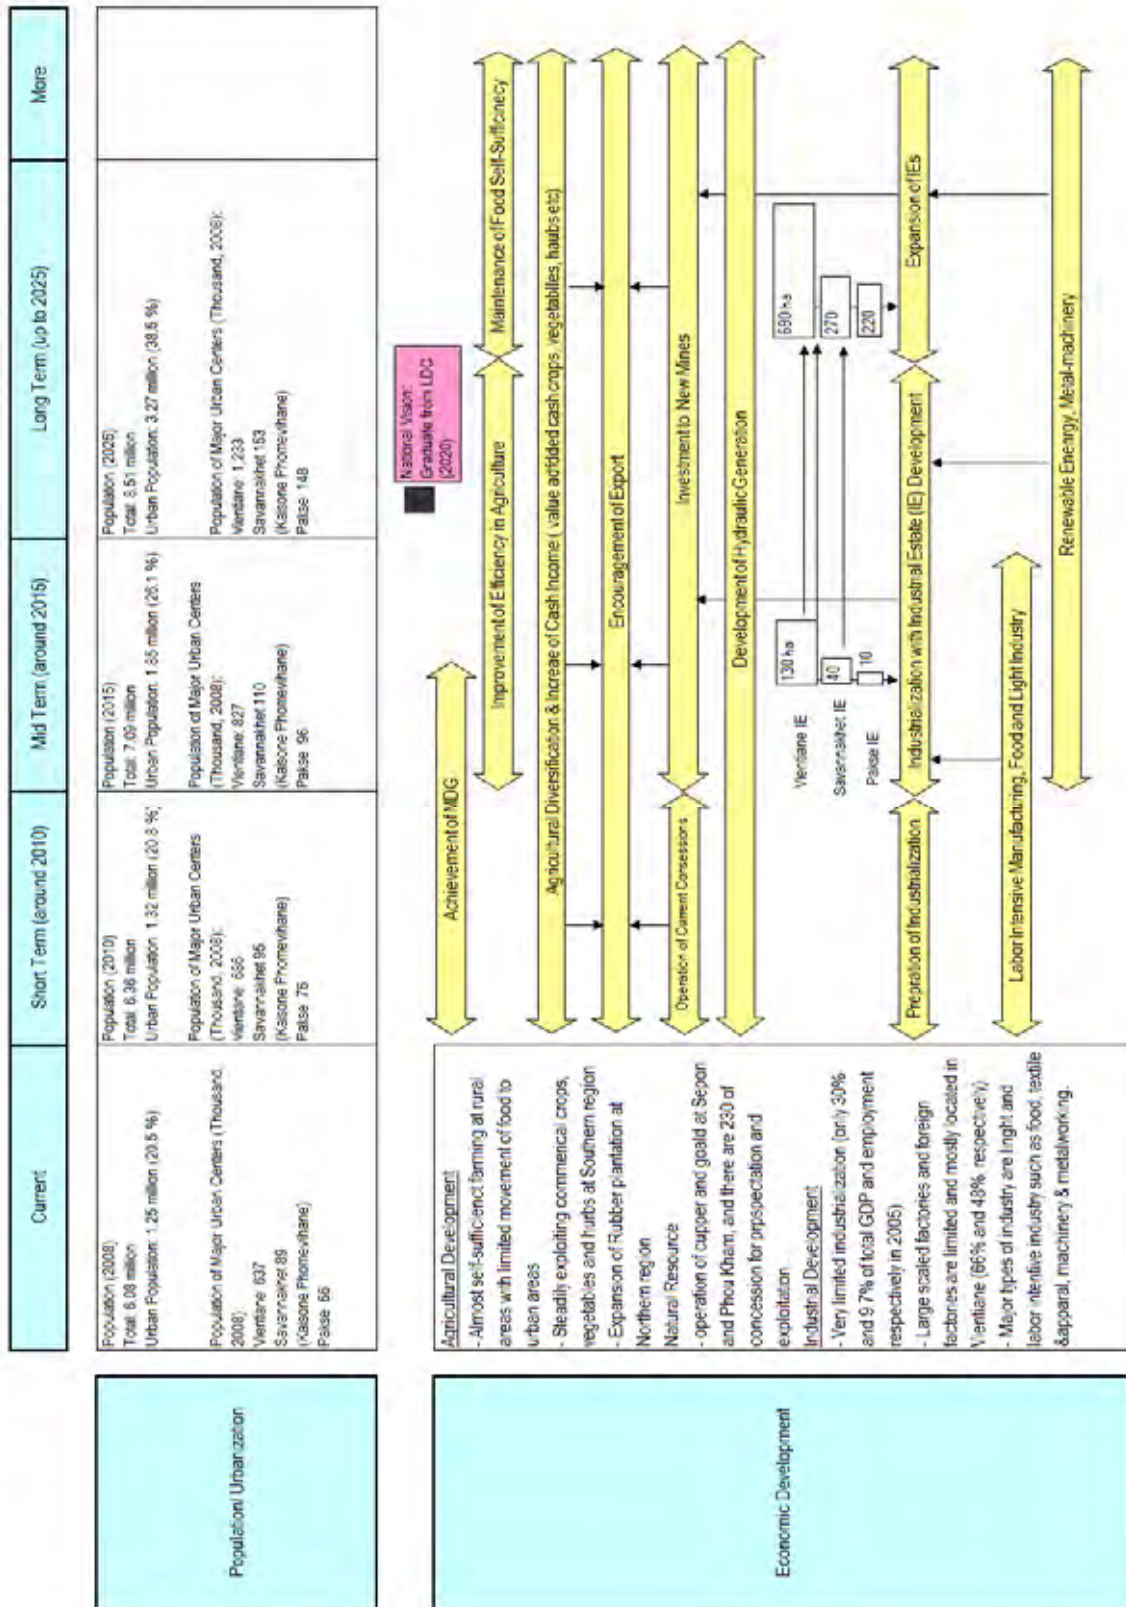 Current
Short Term (around 2010)
Mid Term (around 2015)
Long Term (up to 2025)
More
Population/ Urbanization
Population (2008)
Total: 6.08 million
Urban Population: 1.25 million (20.5 %)
Population of Major Urban Centers (Thousand,
2008):
Vientiane: 637
Savannakhet 89
(Kaisone Phomevihane)
Pakse: 66
Population (2010)
Total: 6.36 million
Urban Population: 1.32 million (20.8 %)
Population of Major Urban Centers
(Thousand, 2008):
Vientiane: 686
Savannakhet 95
(Kaisone Phomevihane)
Pakse: 76
Population (2015)
Total: 7.09 million
Urban Population: 1.85 million (26.1 %)
Population of Major Urban Centers
(Thousand, 2008):
Vientiane: 827
Savannakhet 110
(Kaisone Phomevihane)
Pakse: 96
Population (2025)
Total: 8.51 million
Urban Population: 3.27 million (38.5 %)
Population of Major Urban Centers (Thousand, 2008):
Vientiane: 1,233
Savannakhet 153
(Kaisone Phomevihane)
Pakse: 148
Economic Development
Agricultural Development
- Almost self-sufficient farming at rural
areas with limited movement of food to
urban areas
- Steadily exploiting commerical crops,
vegetables and hurbs at Southern region
- Expansion of Rubber plantation at
Northern region
Natural Resource
- operation of cupper and goald at Sepon
and Phou Kham, and there are 230 of
concession for prpspectation and
exploitation.
Industrial Development
- Very limited industrialization (only 30%
and 9.7% of total GDP and employment
respectively in 2005)
- Large scaled factories and foreign
factories are limited and mostly located in
Vientiane (66% and 48% respectively)
- Major types of industry are lnght and
labor intentive industry such as food, textile
&apparal, machinery & metalworking.
National Vision:
Graduate from LDC
(2020)
Achievement of MDG
Improvement of Efficiency in Agriculture
Maintenance of Food Self-Sufficinecy
Agricultural Diversification & Increae of Cash Income ( value adtdded cash crops, vegetablles, haubs etc)
Encouragement of Export
Operation of Current Consessions
Investment to New Mines
Development of Hydraulic Generation
Vientiane IE
130 ha
690 ha
Savannakhet IE
40
270
Pakse IE
10
220
Prepration of Industrialization
Industrialization with Industrial Estate (IE) Development
Expansion of IEs
Labor Intensive Manufacturing, Food and Light Industry
Renewable Enenrgy, Metal-machinery